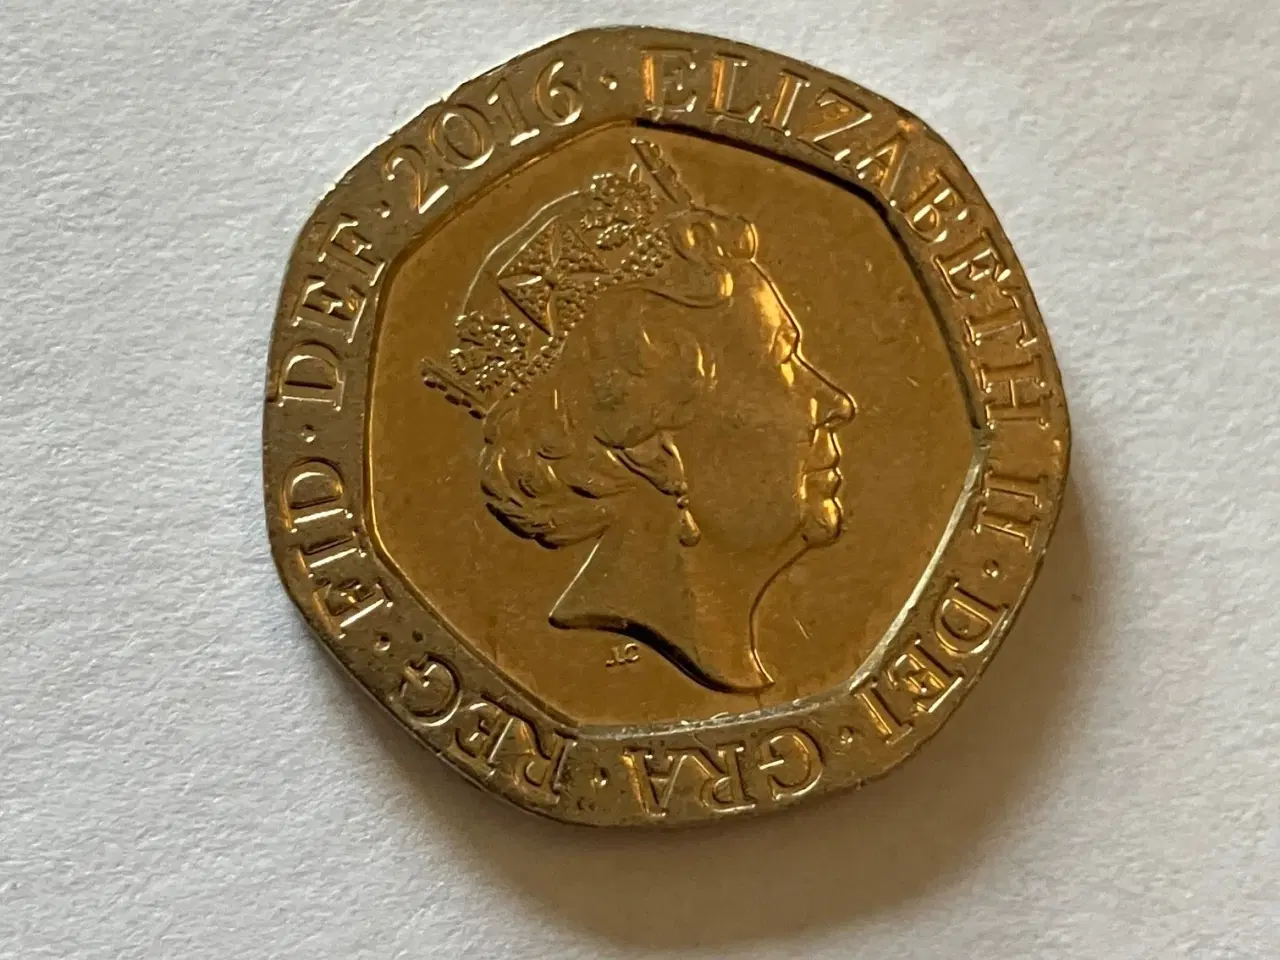 ELIZABETH II · DEI · GRA · REG · FID · DEF · 2016 ·
JC